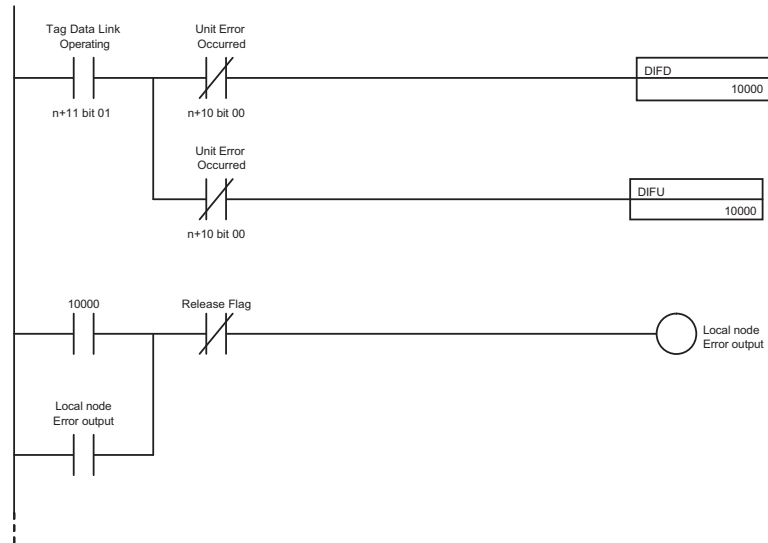 Tag Data Link
Operating
Unit Error
Occurred
DIFD
10000
n+11 bit 01
n+10 bit 00
Unit Error
Occurred
DIFU
10000
n+10 bit 00
10000
Release Flag
Local node
Error output
Local node
Error output